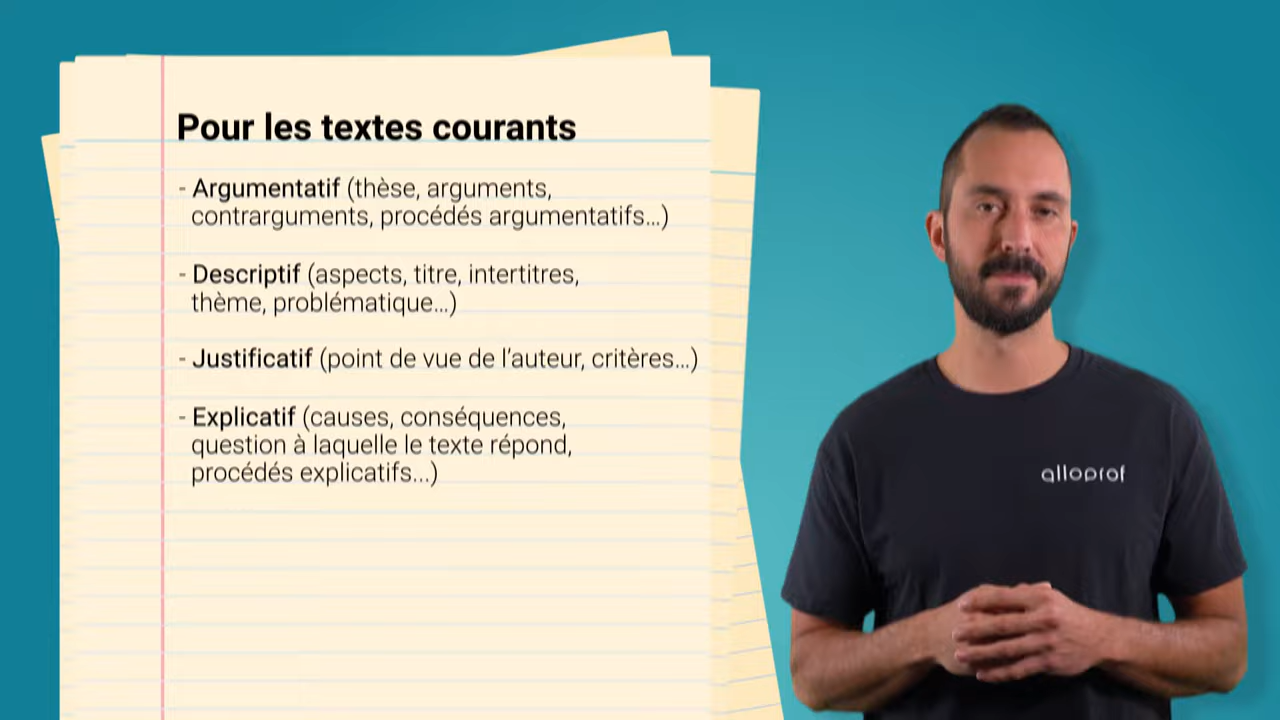 Pour les textes courants
- Argumentatif (thèse, arguments,
contrarguments, procédés argumentatifs...)
- Descriptif (aspects, titre, intertitres,
thème, problématique...)
- Justificatif (point de vue de l’auteur, critères...)
- Explicatif (causes, conséquences,
question à laquelle le texte répond,
procédés explicatifs...)
alloprof